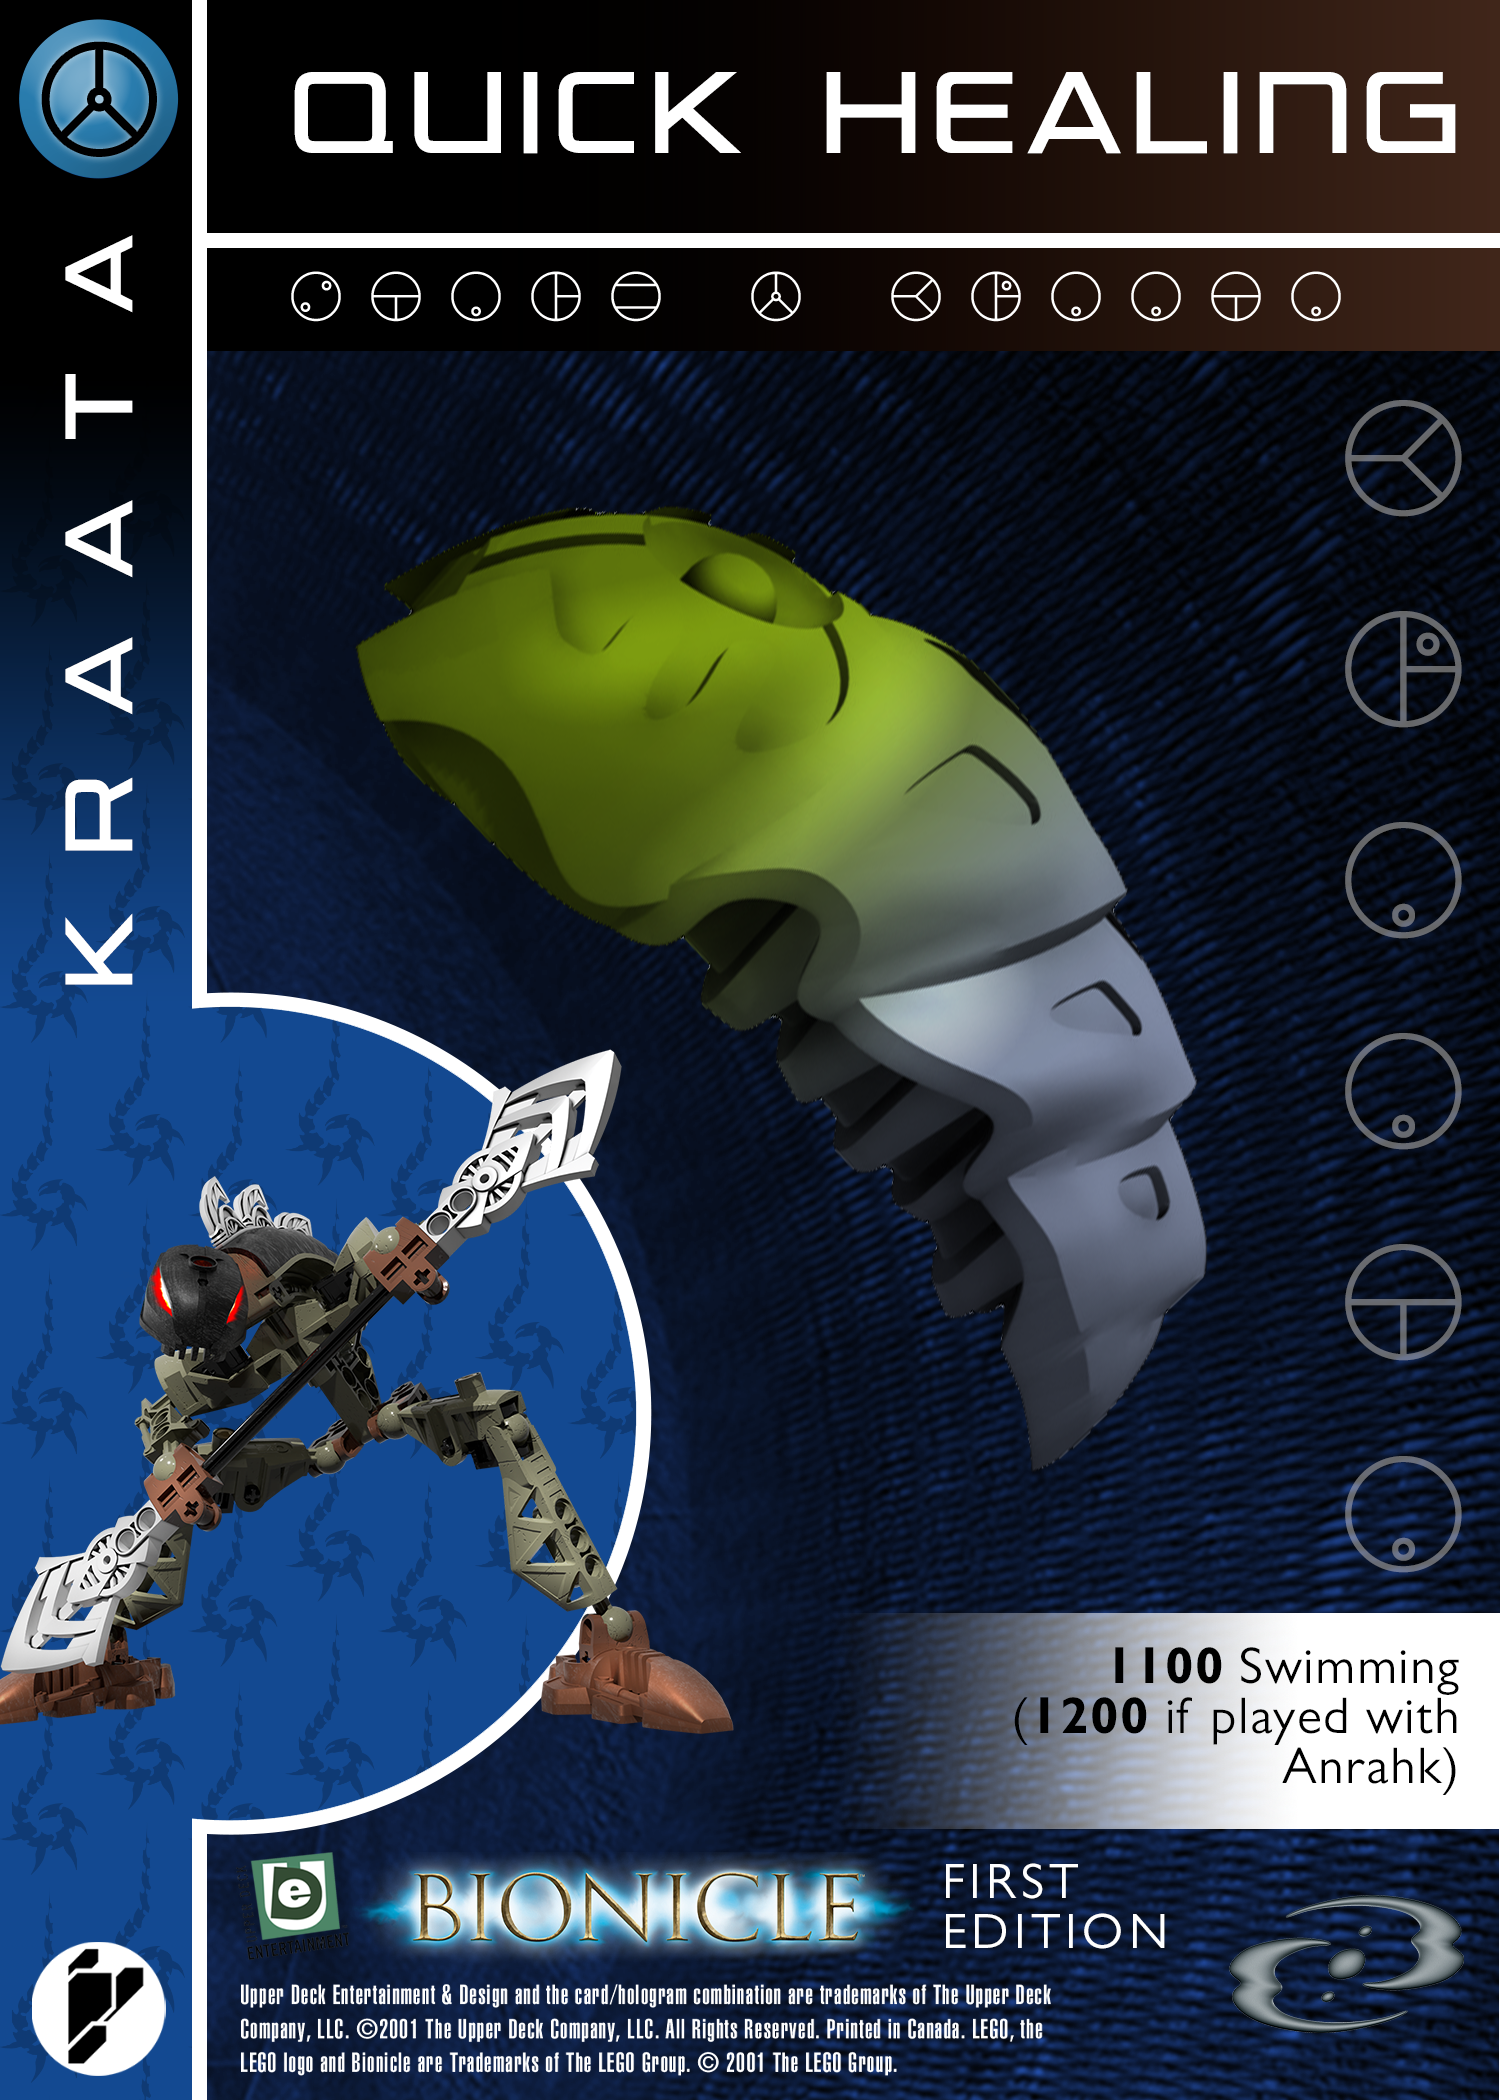 QUICK HEALING
KRAATA
1100 Swimming
(1200 if played with
Anrahk)
de
ENTERTAINMENT
BIONICLE
FIRST
EDITION
Upper Deck Entertainment & Design and the card/hologram combination are trademarks of The Upper Deck
Company, LLC. ©2001 The Upper Deck Company, LLC. All Rights Reserved. Printed in Canada. LEGO, the
LEGO logo and Bionicle are Trademarks of The LEGO Group. © 2001 The LEGO Group.